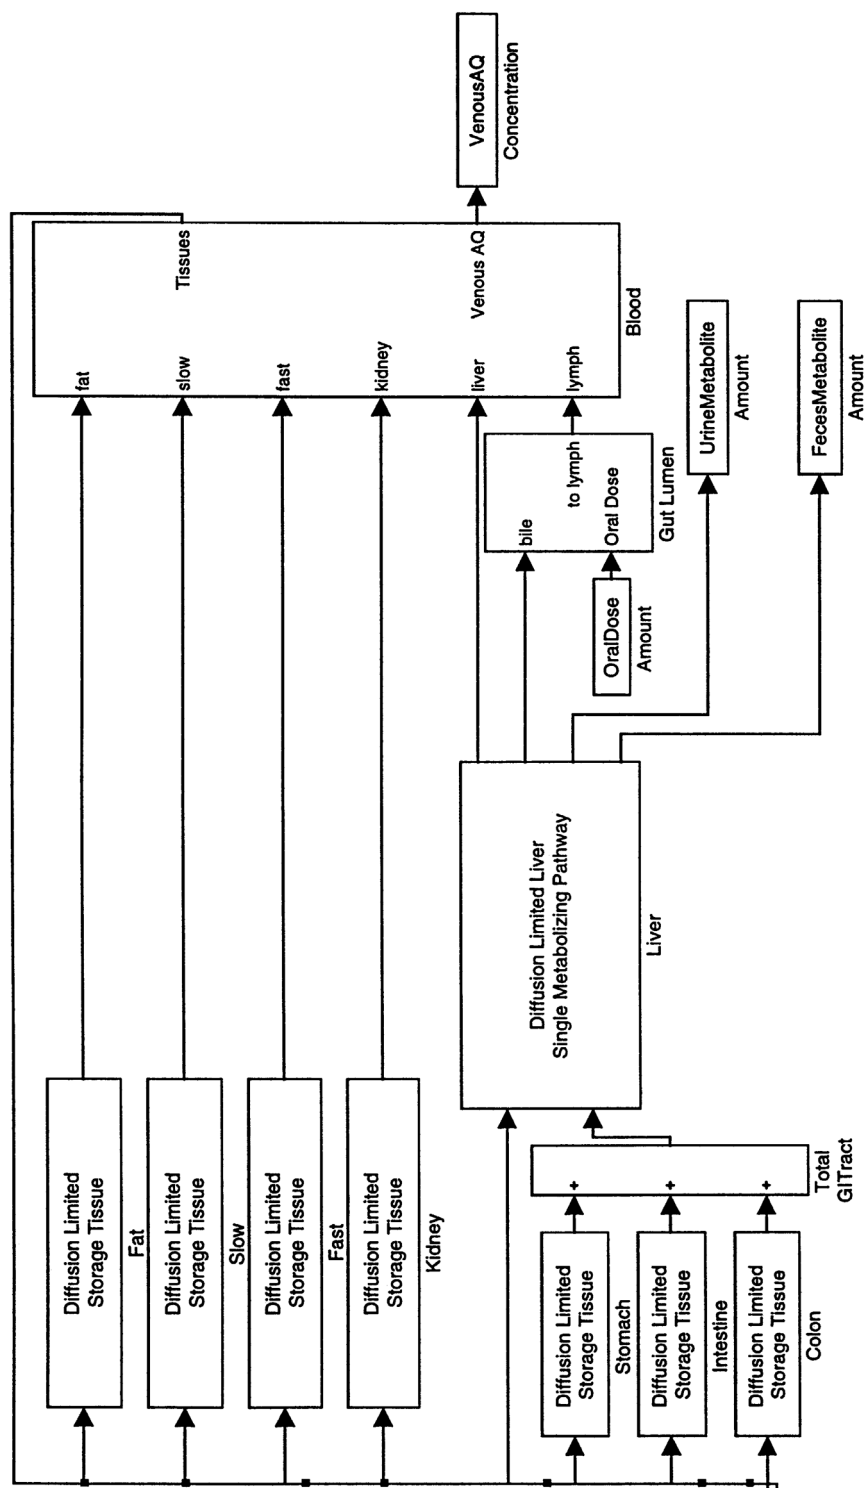 Diffusion Limited
Storage Tissue
Fat
Diffusion Limited
Storage Tissue
Slow
Diffusion Limited
Storage Tissue
Fast
Diffusion Limited
Storage Tissue
Kidney
Diffusion Limited
Storage Tissue
Stomach
Diffusion Limited
Storage Tissue
Intestine
Diffusion Limited
Storage Tissue
Colon
+
+
+
Total
GITract
Diffusion Limited Liver
Single Metabolizing Pathway
Liver
OralDose
Amount
bile
to lymph
Oral Dose
Gut Lumen
fat
slow
fast
kidney
liver
lymph
Tissues
Venous AQ
Blood
VenousAQ
Concentration
UrineMetabolite
Amount
FecesMetabolite
Amount